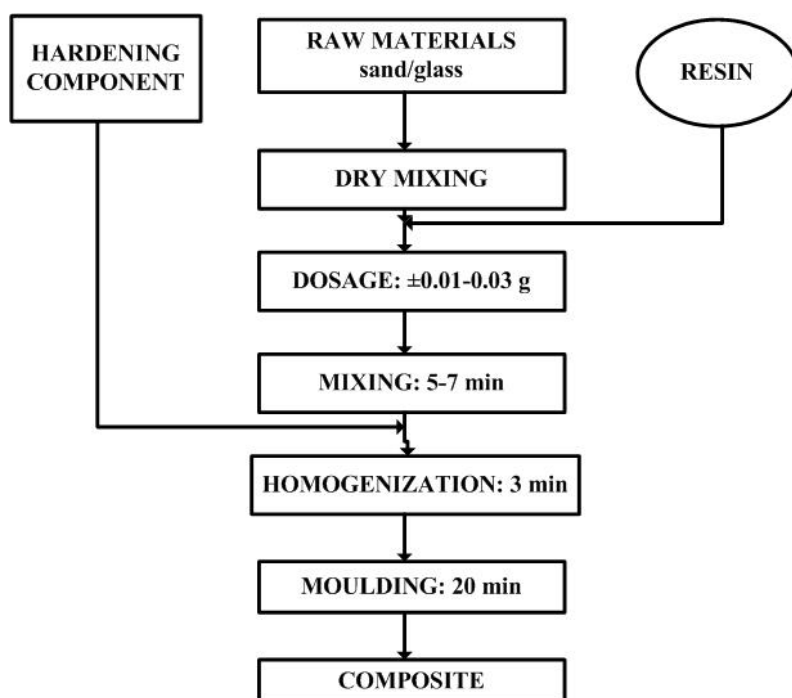 HARDENING
COMPONENT
RAW MATERIALS
sand/glass
RESIN
DRY MIXING
DOSAGE: ±0.01-0.03 g
MIXING: 5-7 min
HOMOGENIZATION: 3 min
MOULDING: 20 min
COMPOSITE